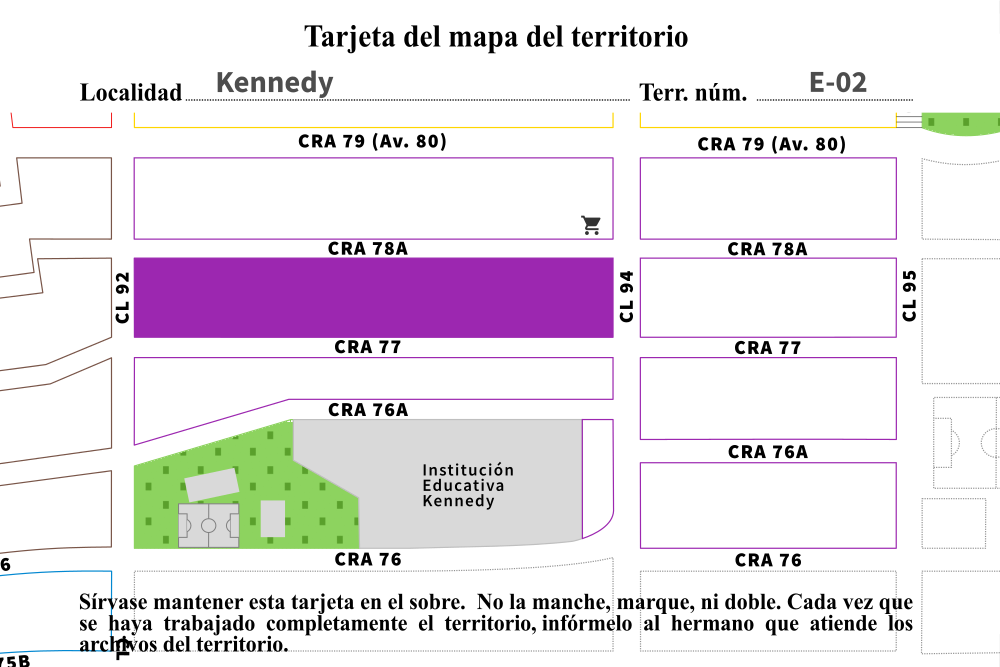 Tarjeta del mapa del territorio
Localidad Kennedy Terr. núm. E-02
CRA 79 (Av. 80) CRA 79 (Av. 80)
CRA 78A CRA 78A
CL 92 CL 94 CL 95
CRA 77 CRA 77
CRA 76A
CRA 76A
Institución
Educativa
Kennedy
CRA 76 CRA 76
6
Sírvase mantener esta tarjeta en el sobre. No la manche, marque, ni doble. Cada vez que
se haya trabajado completamente el territorio, infórmelo al hermano que atiende los
archivos del territorio.
75B